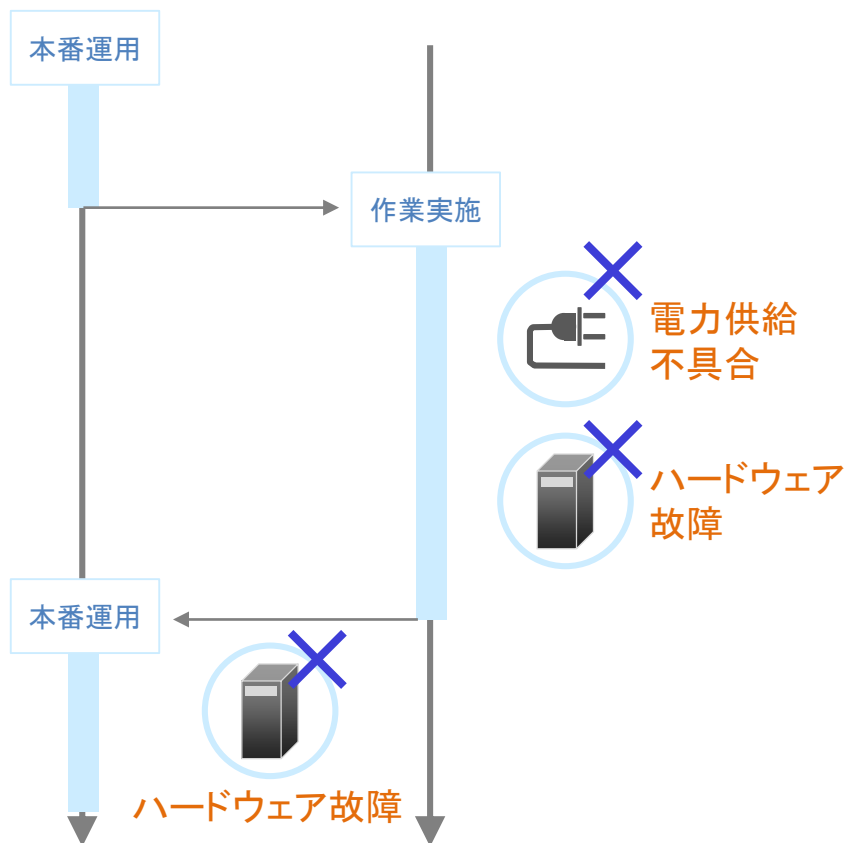 本番運用
作業実施
電力供給
不具合
ハードウェア
故障
本番運用
ハードウェア故障